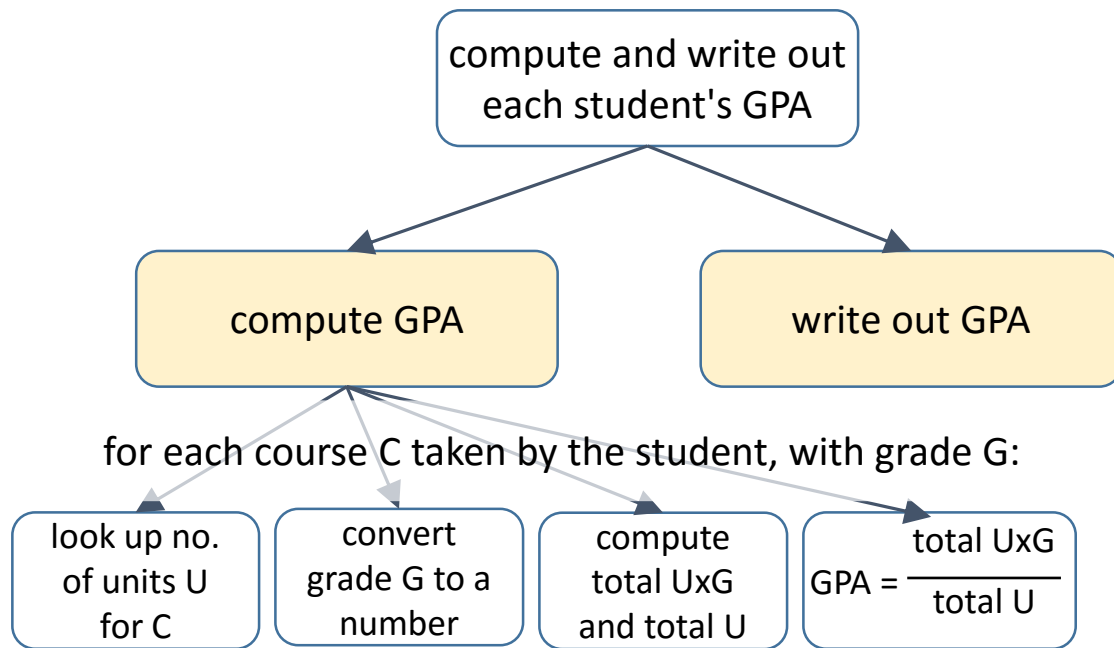 compute and write out
each student's GPA
compute GPA
write out GPA
for each course C taken by the student, with grade G:
look up no.
of units U
for C
convert
grade G to a
number
compute
total UxG
and total U
total UxG
GPA =
total U